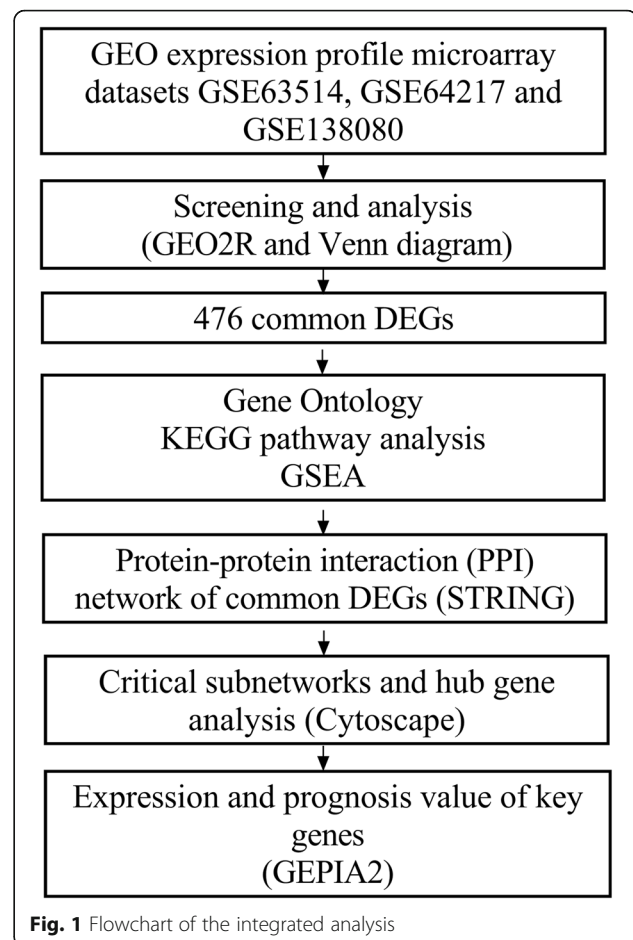 GEO expression profile microarray
datasets GSE63514, GSE64217 and
GSE138080
Screening and analysis
(GEO2R and Venn diagram)
476 common DEGs
Gene Ontology
KEGG pathway analysis
GSEA
Protein-protein interaction (PPI)
network of common DEGs (STRING)
Critical subnetworks and hub gene
analysis (Cytoscape)
Expression and prognosis value of key
genes
(GEPIA2)
Fig. 1 Flowchart of the integrated analysis